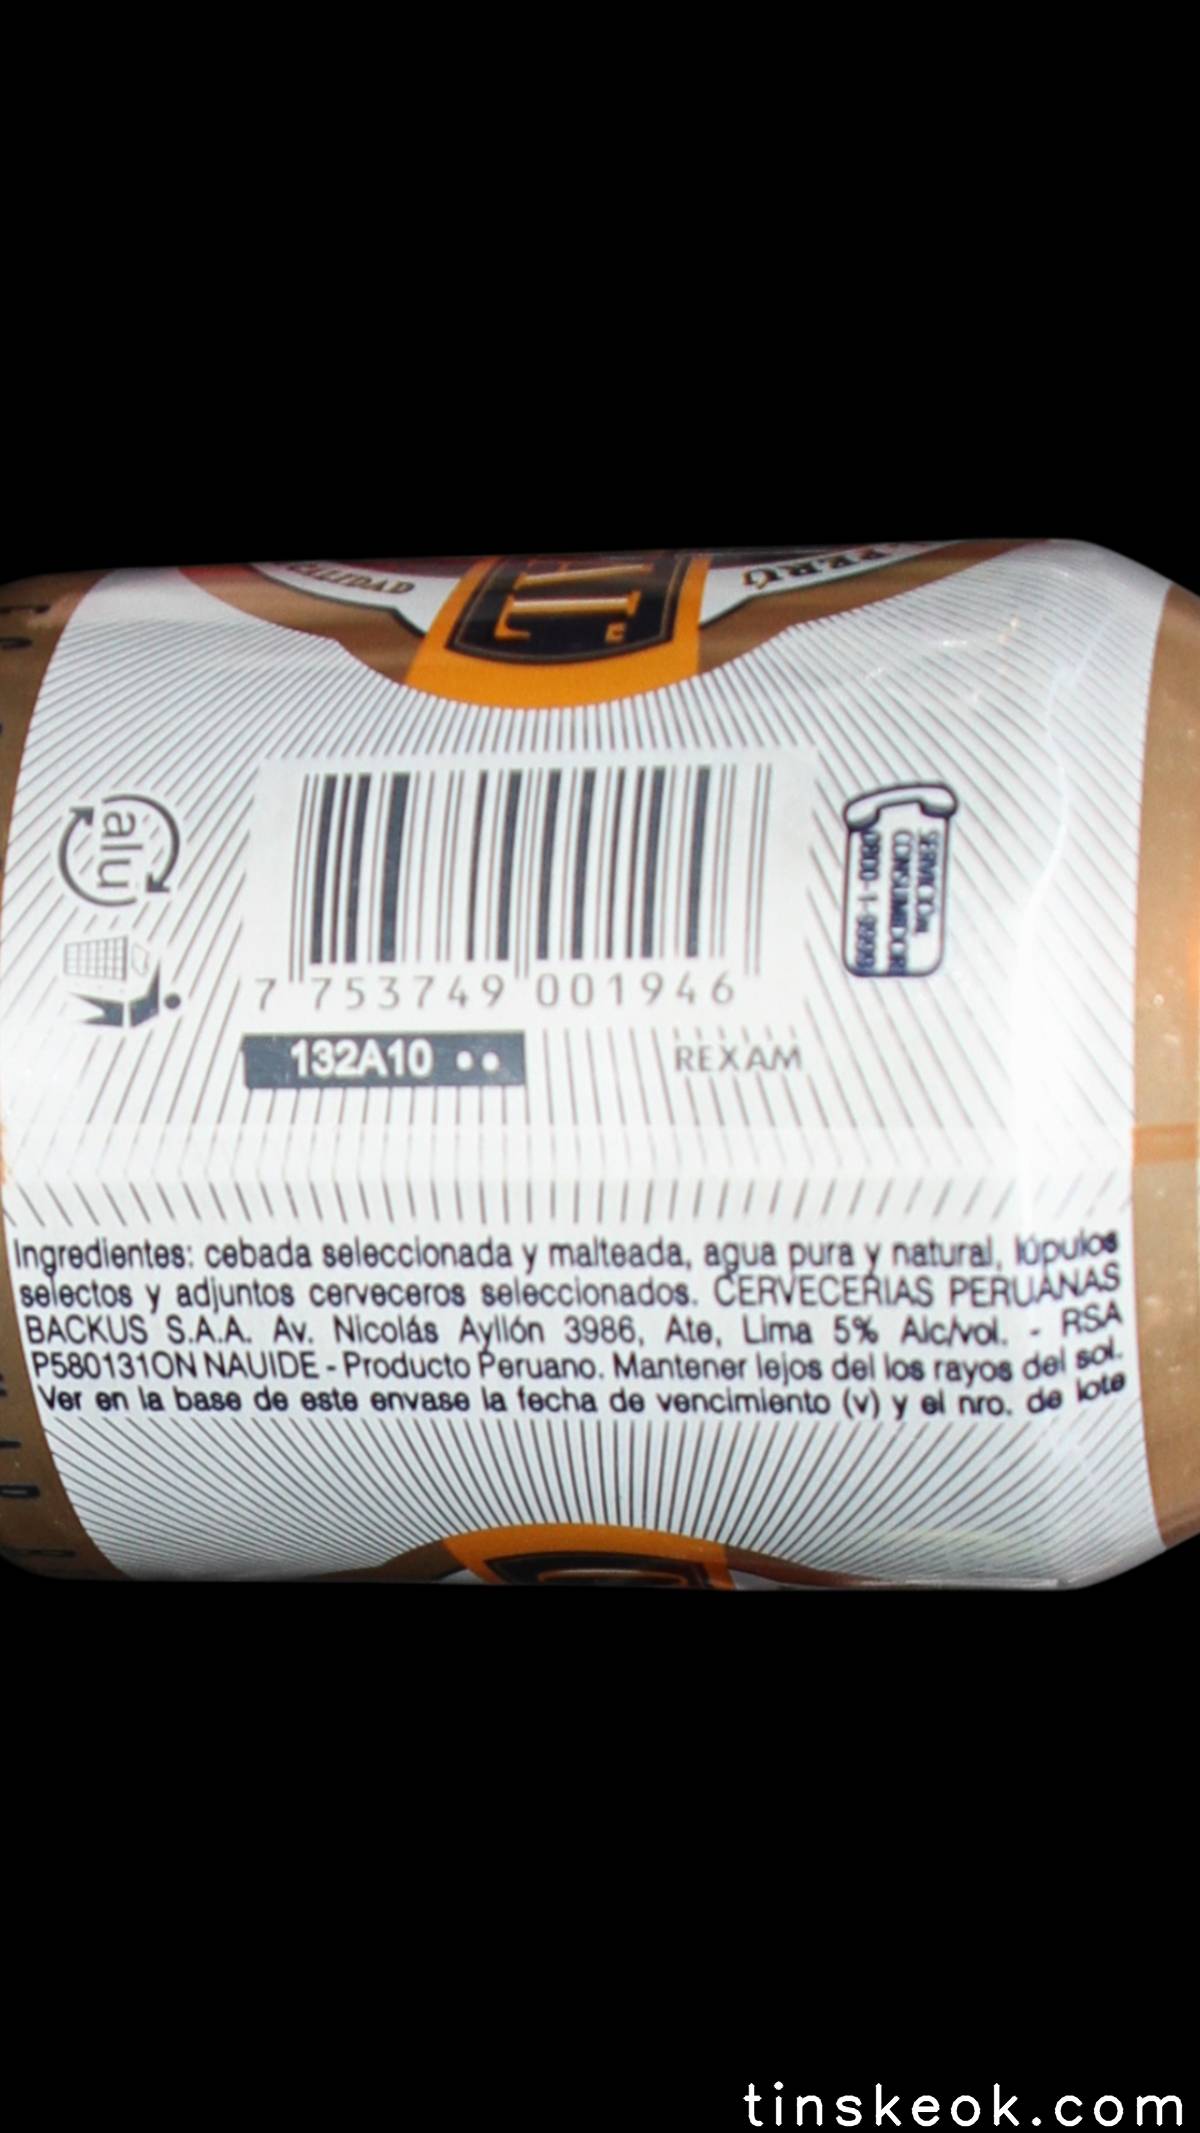 CALIDAD
PERÚ
alu
SERVICIO AL
CONSUMIDOR
0800-1-9999
7 753749 001946
132A10
REXAM
Ingredientes: cebada seleccionada y malteada, agua pura y natural, lúpulos
selectos y adjuntos cerveceros seleccionados. CERVECERIAS PERUANAS
BACKUS S.A.A. Av. Nicolás Ayllón 3986, Ate, Lima 5% Alc/vol. - RSA
P580131ON NAUIDE - Producto Peruano. Mantener lejos del los rayos del sol.
Ver en la base de este envase la fecha de vencimiento (v) y el nro. de lote
tinskeok.com